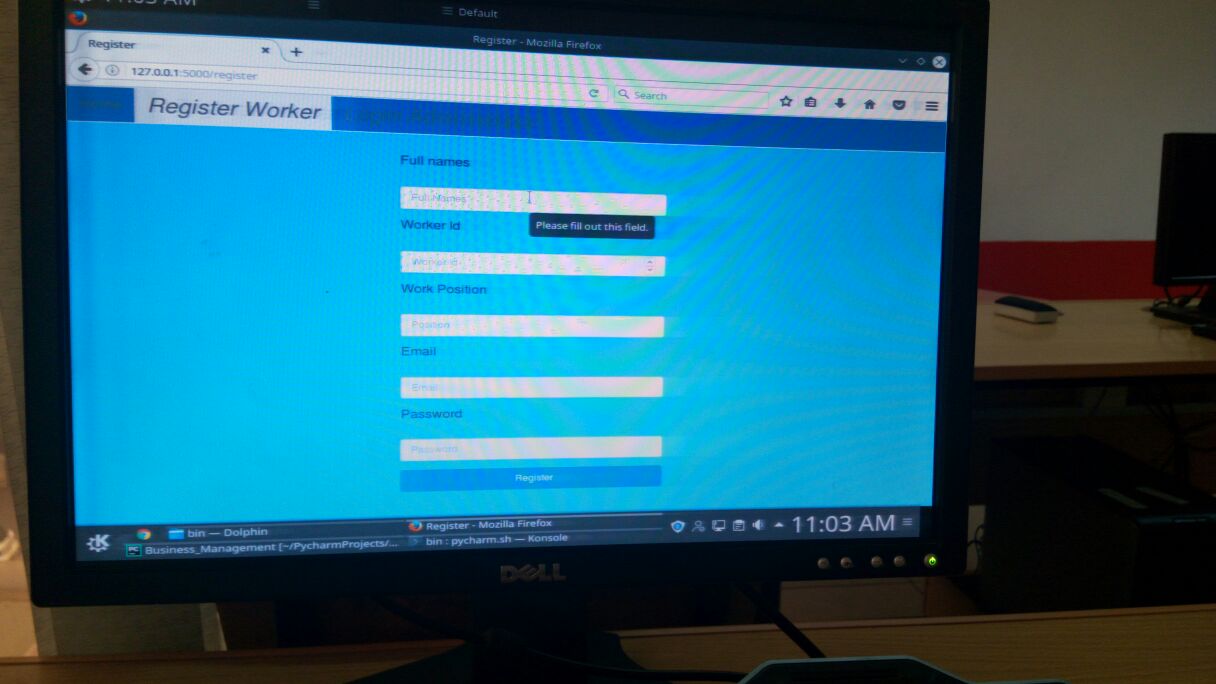 Default
Register - Mozilla Firefox
Register
127.0.0.1:5000/register
Search
Home
Register Worker
Full names
Full Names
Please fill out this field.
Worker Id
Worker Id
Work Position
Position
Email
Email
Password
Password
Register
bin — Dolphin
Register - Mozilla Firefox
11:03 AM
Business_Management [~/PycharmProjects/...
bin : pycharm.sh — Konsole
DELL